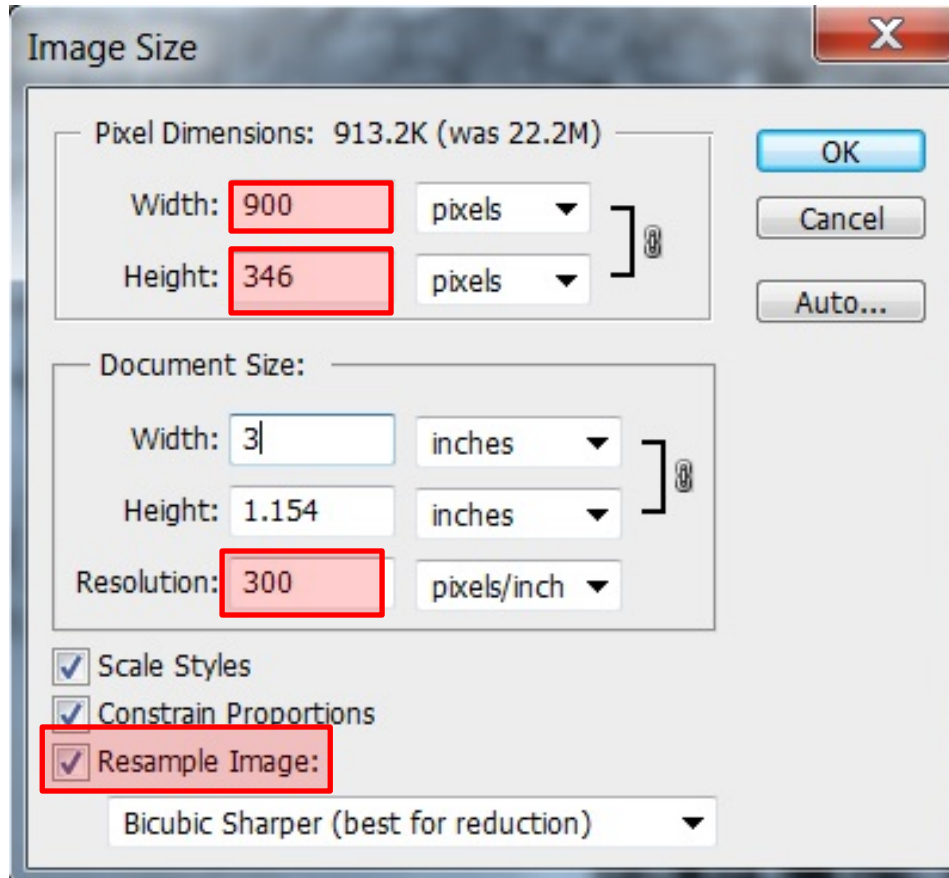 Image Size
Pixel Dimensions: 913.2K (was 22.2M)
OK
Width: 900 pixels
Cancel
Height: 346 pixels
Auto...
Document Size:
Width: 3 inches
Height: 1.154 inches
Resolution: 300 pixels/inch
Scale Styles
Constrain Proportions
Resample Image:
Bicubic Sharper (best for reduction)